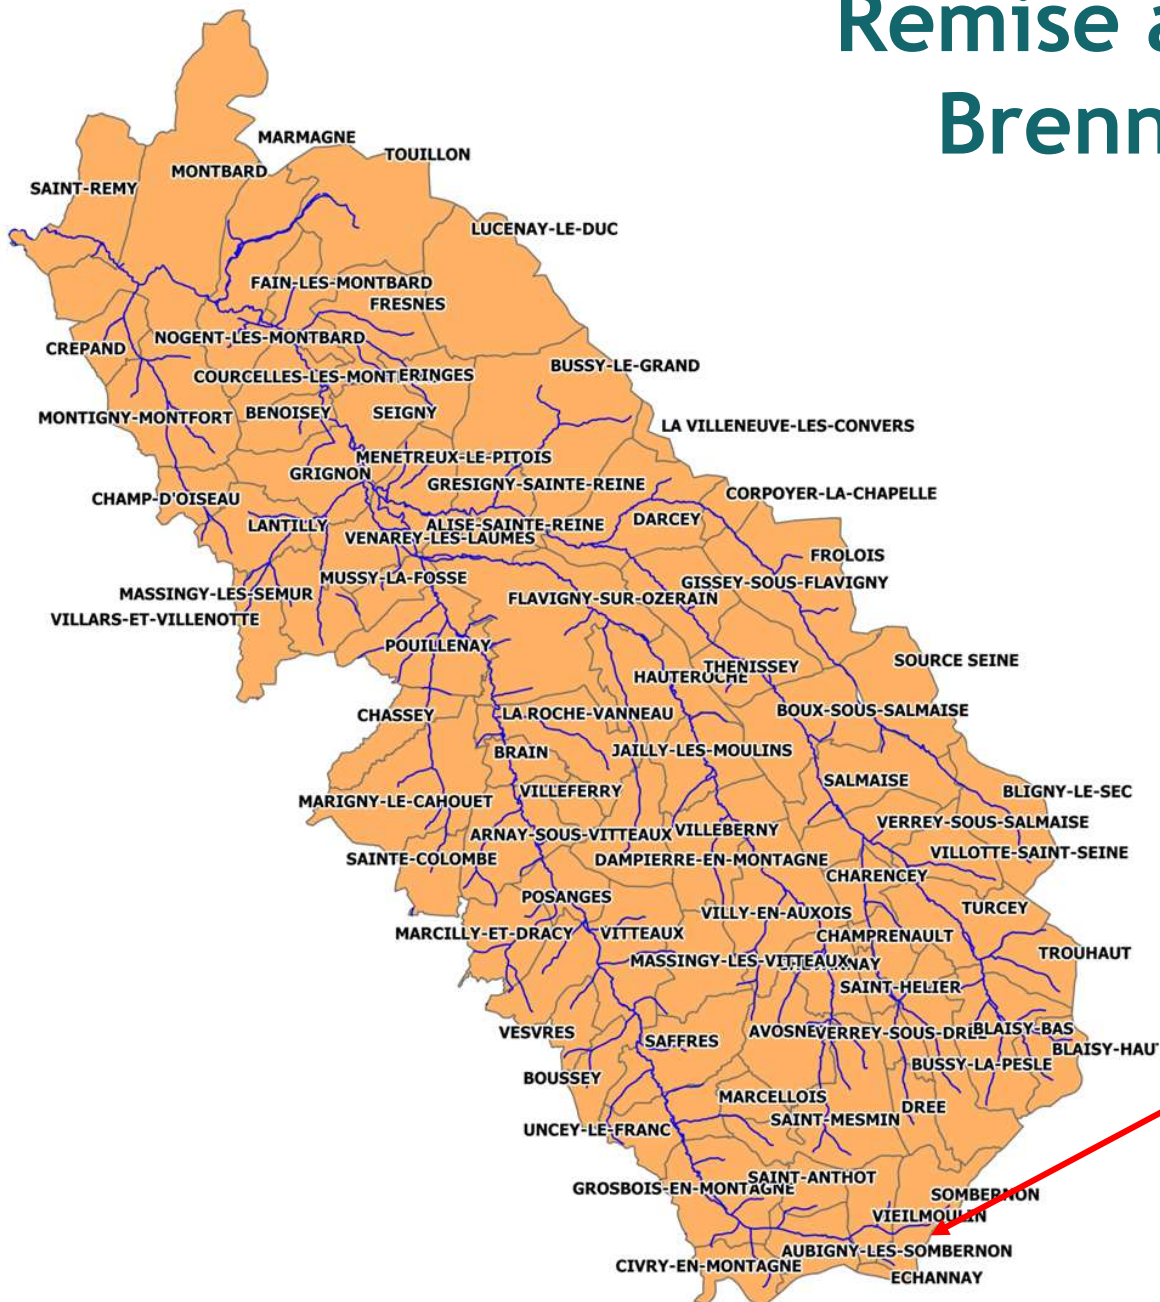 Remise a
Brenn
MARMAGNE
TOUILLON
MONTBARD
SAINT-REMY
LUCENAY-LE-DUC
FAIN-LES-MONTBARD
FRESNES
NOGENT-LES-MONTBARD
CREPAND
BUSSY-LE-GRAND
COURCELLES-LES-MONT
ERINGES
BENOISEY
SEIGNY
MONTIGNY-MONTFORT
LA VILLENEUVE-LES-CONVERS
MENETREUX-LE-PITOIS
GRIGNON
GRESIGNY-SAINTE-REINE
CORPOYER-LA-CHAPELLE
CHAMP-D'OISEAU
DARCEY
LANTILLY
ALISE-SAINTE-REINE
VENAREY-LES-LAUMES
FROLOIS
MUSSY-LA-FOSSE
GISSEY-SOUS-FLAVIGNY
MASSINGY-LES-SEMUR
FLAVIGNY-SUR-OZERAIN
VILLARS-ET-VILLENOTTE
POUILLENAY
SOURCE SEINE
THENISSEY
HAUTEROCHE
BOUX-SOUS-SALMAISE
CHASSEY
LA ROCHE-VANNEAU
BRAIN
JAILLY-LES-MOULINS
SALMAISE
VILLEFERRY
BLIGNY-LE-SEC
MARIGNY-LE-CAHOUET
VERREY-SOUS-SALMAISE
ARNAY-SOUS-VITTEAUX
VILLEBERNY
VILLOTTE-SAINT-SEINE
SAINTE-COLOMBE
DAMPIERRE-EN-MONTAGNE
CHARENCEY
POSANGES
TURCEY
VILLY-EN-AUXOIS
MARCILLY-ET-DRACY
VITTEAUX
CHAMPRENAULT
TROUHAUT
MASSINGY-LES-VITTEAUX
NAY
SAINT-HELIER
VESVRES
SAFFRES
AVOSNE
VERREY-SOUS-DREE
BLAISY-BAS
BLAISY-HAUT
BUSSY-LA-PESLE
BOUSSEY
MARCELLOIS
DREE
SAINT-MESMIN
UNCEY-LE-FRANC
SAINT-ANTHOT
GROSBOIS-EN-MONTAGNE
SOMBERNON
VIEILMOULIN
AUBIGNY-LES-SOMBERNON
CIVRY-EN-MONTAGNE
ECHANNAY